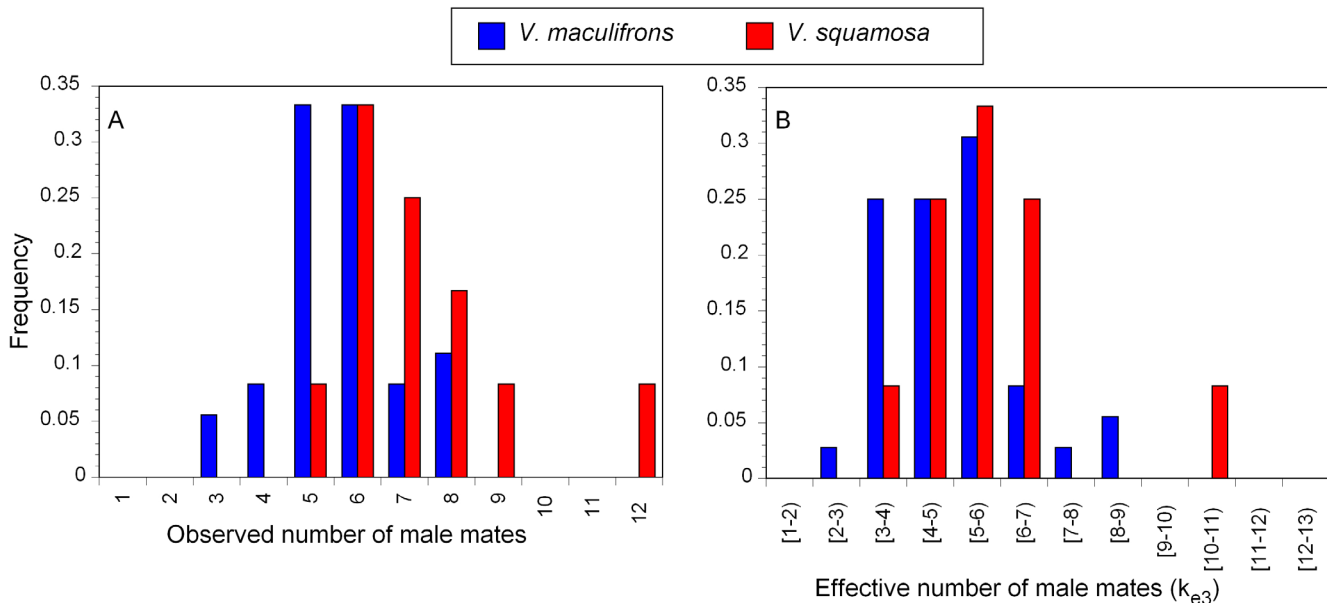 V. maculifrons V. squamosa
A
Frequency
0.35
0.3
0.25
0.2
0.15
0.1
0.05
0
1 2 3 4 5 6 7 8 9 10 11 12
Observed number of male mates
B
0.35
0.3
0.25
0.2
0.15
0.1
0.05
0
[1-2) [2-3) [3-4) [4-5) [5-6) [6-7) [7-8) [8-9) [9-10) [10-11) [11-12) [12-13)
Effective number of male mates (ke3)